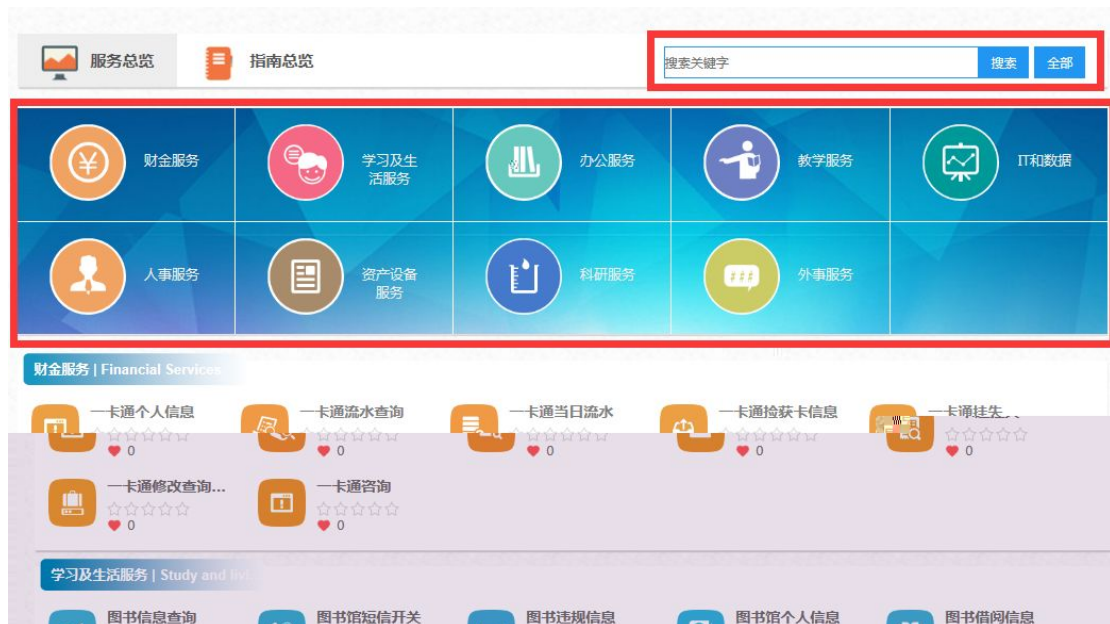 服务总览
指南总览
搜素关键字
搜素
全部
财金服务
学习及生
活服务
办公服务
教学服务
IT和数据
人事服务
资产设备
服务
科研服务
外事服务
财金服务 | Financial Services
一卡通个人信息
一卡通流水查询
一卡通当日流水
一卡通捡获卡信息
一卡通挂失
0
0
0
0
0
一卡通修改查询...
一卡通咨询
0
0
学习及生活服务 | Study and
图书信息查询
图书馆短信开关
图书违规信息
图书馆个人信息
图书借阅信息